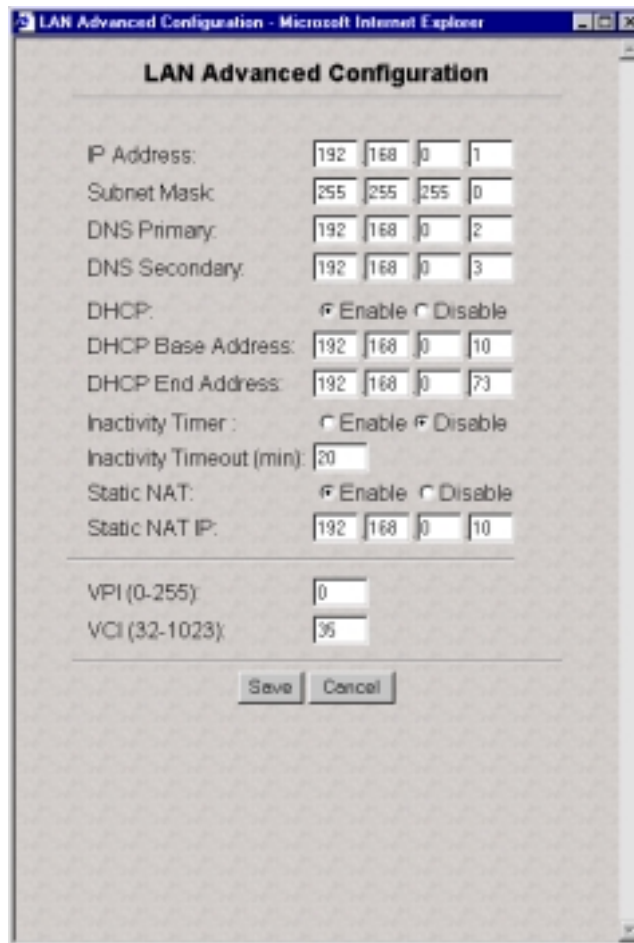 LAN Advanced Configuration - Microsoft Internet Explorer
LAN Advanced Configuration
IP Address: 192 .168 .0 .1
Subnet Mask: 255 .255 .255 .0
DNS Primary: 192 .168 .0 .2
DNS Secondary: 192 .168 .0 .3
DHCP: Enable Disable
DHCP Base Address: 192 .168 .0 .10
DHCP End Address: 192 .168 .0 .73
Inactivity Timer : Enable Disable
Inactivity Timeout (min): 20
Static NAT: Enable Disable
Static NAT IP: 192 .168 .0 .10
VPI (0-255): 0
VCI (32-1023): 35
Save Cancel